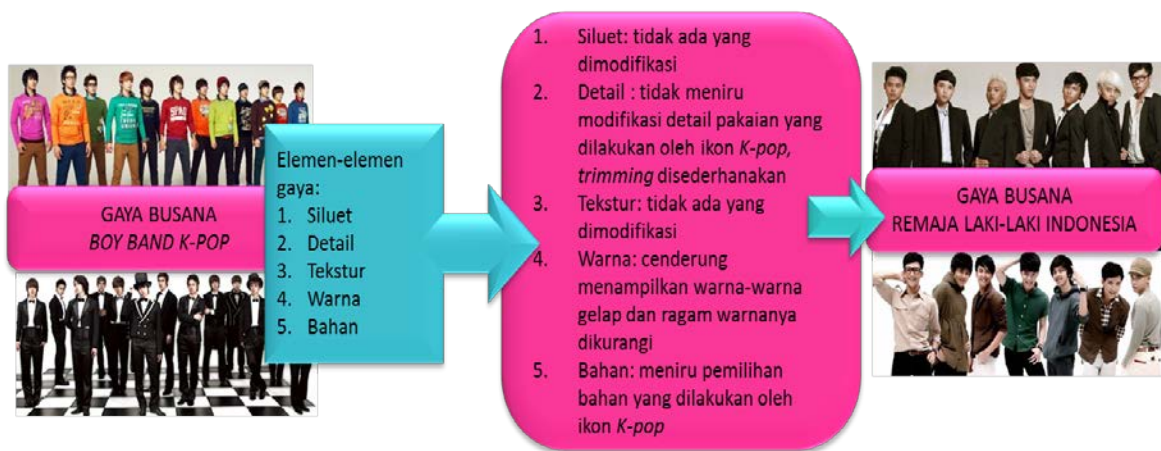 GAYA BUSANA
BOY BAND K-POP
Elemen-elemen
gaya:
1. Siluet
2. Detail
3. Tekstur
4. Warna
5. Bahan
1. Siluet: tidak ada yang
dimodifikasi
2. Detail : tidak meniru
modifikasi detail pakaian yang
dilakukan oleh ikon K-pop,
trimming disederhanakan
3. Tekstur: tidak ada yang
dimodifikasi
4. Warna: cenderung
menampilkan warna-warna
gelap dan ragam warnanya
dikurangi
5. Bahan: meniru pemilihan
bahan yang dilakukan oleh
ikon K-pop
GAYA BUSANA
REMAJA LAKI-LAKI INDONESIA